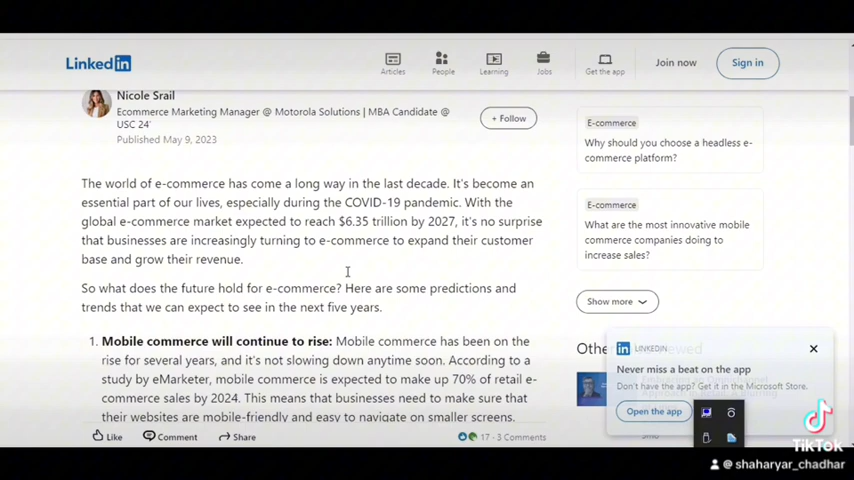 Linked in
Articles
People
Learning
Jobs
Get the app
Join now
Sign in
Nicole Srail
Ecommerce Marketing Manager @ Motorola Solutions | MBA Candidate @
USC 24'
Published May 9, 2023
+ Follow
The world of e-commerce has come a long way in the last decade. It's become an
essential part of our lives, especially during the COVID-19 pandemic. With the
global e-commerce market expected to reach $6.35 trillion by 2027, it's no surprise
that businesses are increasingly turning to e-commerce to expand their customer
base and grow their revenue.
So what does the future hold for e-commerce? Here are some predictions and
trends that we can expect to see in the next five years.
1. Mobile commerce will continue to rise: Mobile commerce has been on the
rise for several years, and it's not slowing down anytime soon. According to a
study by eMarketer, mobile commerce is expected to make up 70% of retail e-
commerce sales by 2024. This means that businesses need to make sure that
their websites are mobile-friendly and easy to navigate on smaller screens.
Like
Comment
Share
17 - 3 Comments
E-commerce
Why should you choose a headless e-
commerce platform?
E-commerce
What are the most innovative mobile
commerce companies doing to
increase sales?
Show more
Othe
LINKEDIN
Never miss a beat on the app
Don't have the app? Get it in the Microsoft Store.
Open the app
TikTok
@ shaharyar_chadhar